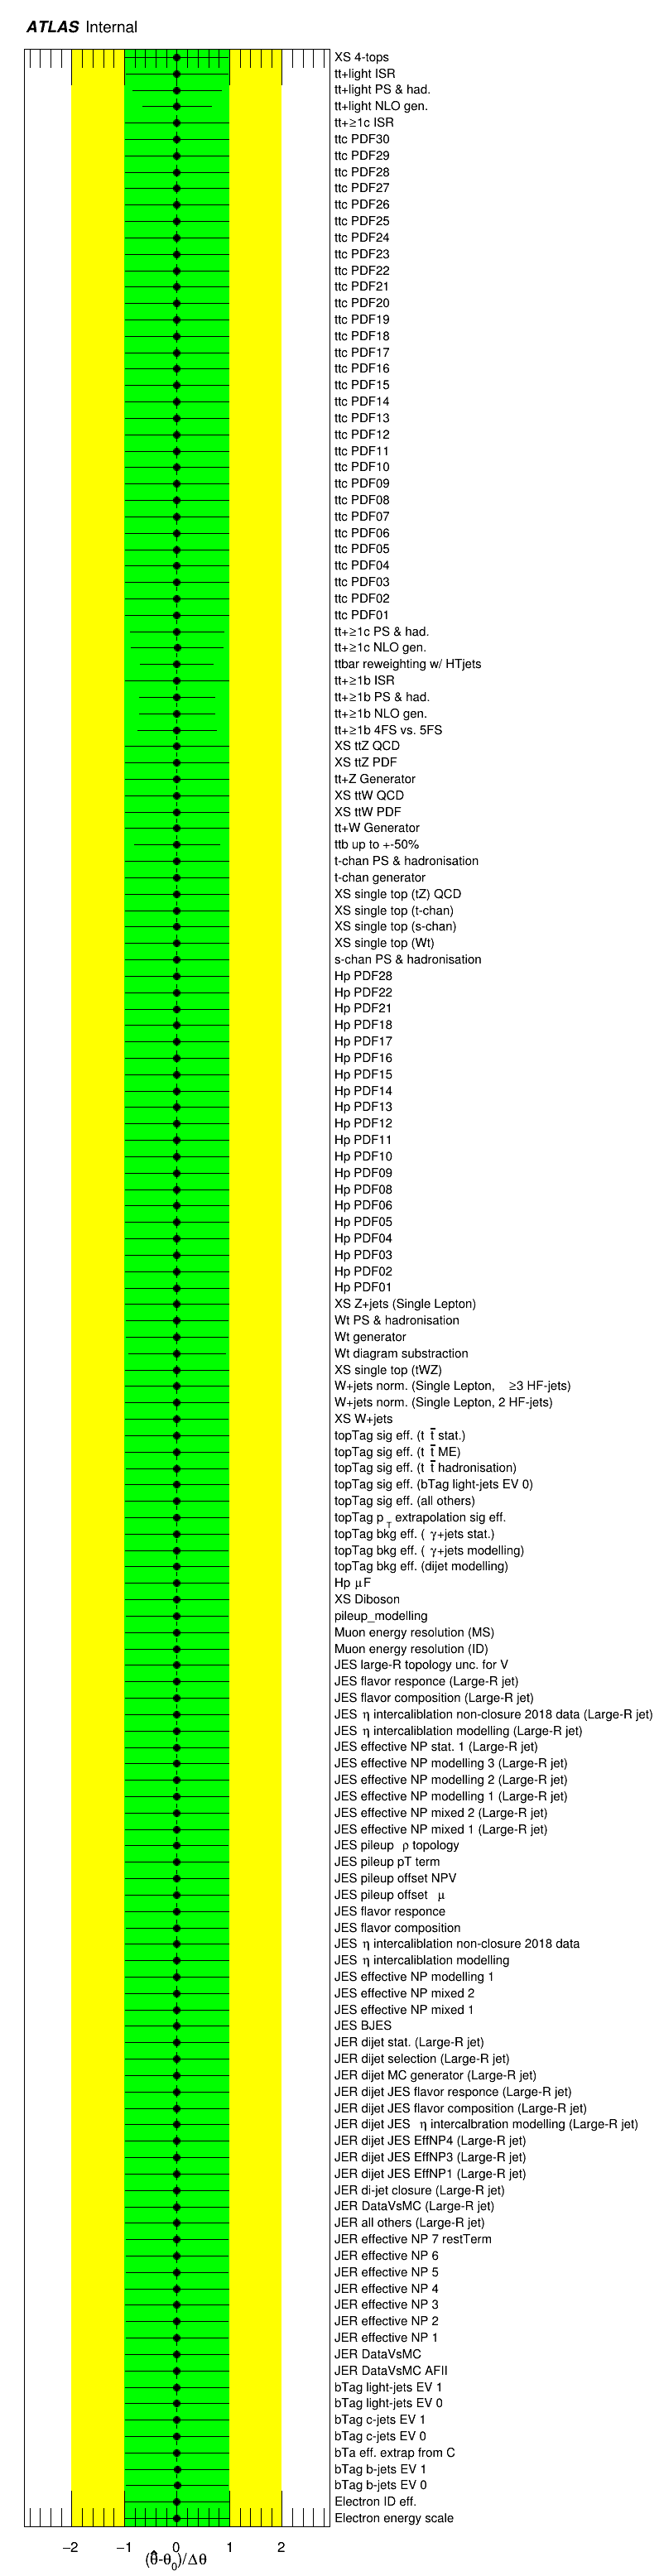 ATLAS Internal
XS 4-tops
tt+light ISR
tt+light PS & had.
tt+light NLO gen.
tt+≥1c ISR
ttc PDF30
ttc PDF29
ttc PDF28
ttc PDF27
ttc PDF26
ttc PDF25
ttc PDF24
ttc PDF23
ttc PDF22
ttc PDF21
ttc PDF20
ttc PDF19
ttc PDF18
ttc PDF17
ttc PDF16
ttc PDF15
ttc PDF14
ttc PDF13
ttc PDF12
ttc PDF11
ttc PDF10
ttc PDF09
ttc PDF08
ttc PDF07
ttc PDF06
ttc PDF05
ttc PDF04
ttc PDF03
ttc PDF02
ttc PDF01
tt+≥1c PS & had.
tt+≥1c NLO gen.
ttbar reweighting w/ HTjets
tt+≥1b ISR
tt+≥1b PS & had.
tt+≥1b NLO gen.
tt+≥1b 4FS vs. 5FS
XS ttZ QCD
XS ttZ PDF
tt+Z Generator
XS ttW QCD
XS ttW PDF
tt+W Generator
ttb up to +-50%
t-chan PS & hadronisation
t-chan generator
XS single top (tZ) QCD
XS single top (t-chan)
XS single top (s-chan)
XS single top (Wt)
s-chan PS & hadronisation
Hp PDF28
Hp PDF22
Hp PDF21
Hp PDF18
Hp PDF17
Hp PDF16
Hp PDF15
Hp PDF14
Hp PDF13
Hp PDF12
Hp PDF11
Hp PDF10
Hp PDF09
Hp PDF08
Hp PDF06
Hp PDF05
Hp PDF04
Hp PDF03
Hp PDF02
Hp PDF01
XS Z+jets (Single Lepton)
Wt PS & hadronisation
Wt generator
Wt diagram substraction
XS single top (tWZ)
W+jets norm. (Single Lepton, ≥3 HF-jets)
W+jets norm. (Single Lepton, 2 HF-jets)
XS W+jets
topTag sig eff. (t t̄ stat.)
topTag sig eff. (t t̄ ME)
topTag sig eff. (t t̄ hadronisation)
topTag sig eff. (bTag light-jets EV 0)
topTag sig eff. (all others)
topTag p_T extrapolation sig eff.
topTag bkg eff. ( γ+jets stat.)
topTag bkg eff. ( γ+jets modelling)
topTag bkg eff. (dijet modelling)
Hp μF
XS Diboson
pileup_modelling
Muon energy resolution (MS)
Muon energy resolution (ID)
JES large-R topology unc. for V
JES flavor responce (Large-R jet)
JES flavor composition (Large-R jet)
JES η intercaliblation non-closure 2018 data (Large-R jet)
JES η intercaliblation modelling (Large-R jet)
JES effective NP stat. 1 (Large-R jet)
JES effective NP modelling 3 (Large-R jet)
JES effective NP modelling 2 (Large-R jet)
JES effective NP modelling 1 (Large-R jet)
JES effective NP mixed 2 (Large-R jet)
JES effective NP mixed 1 (Large-R jet)
JES pileup ρ topology
JES pileup pT term
JES pileup offset NPV
JES pileup offset μ
JES flavor responce
JES flavor composition
JES η intercaliblation non-closure 2018 data
JES η intercaliblation modelling
JES effective NP modelling 1
JES effective NP mixed 2
JES effective NP mixed 1
JES BJES
JER dijet stat. (Large-R jet)
JER dijet selection (Large-R jet)
JER dijet MC generator (Large-R jet)
JER dijet JES flavor responce (Large-R jet)
JER dijet JES flavor composition (Large-R jet)
JER dijet JES η intercalbration modelling (Large-R jet)
JER dijet JES EffNP4 (Large-R jet)
JER dijet JES EffNP3 (Large-R jet)
JER dijet JES EffNP1 (Large-R jet)
JER di-jet closure (Large-R jet)
JER DataVsMC (Large-R jet)
JER all others (Large-R jet)
JER effective NP 7 restTerm
JER effective NP 6
JER effective NP 5
JER effective NP 4
JER effective NP 3
JER effective NP 2
JER effective NP 1
JER DataVsMC
JER DataVsMC AFII
bTag light-jets EV 1
bTag light-jets EV 0
bTag c-jets EV 1
bTag c-jets EV 0
bTa eff. extrap from C
bTag b-jets EV 1
bTag b-jets EV 0
Electron ID eff.
Electron energy scale
−2 −1 0 1 2
(θ̂-θ₀)/Δθ